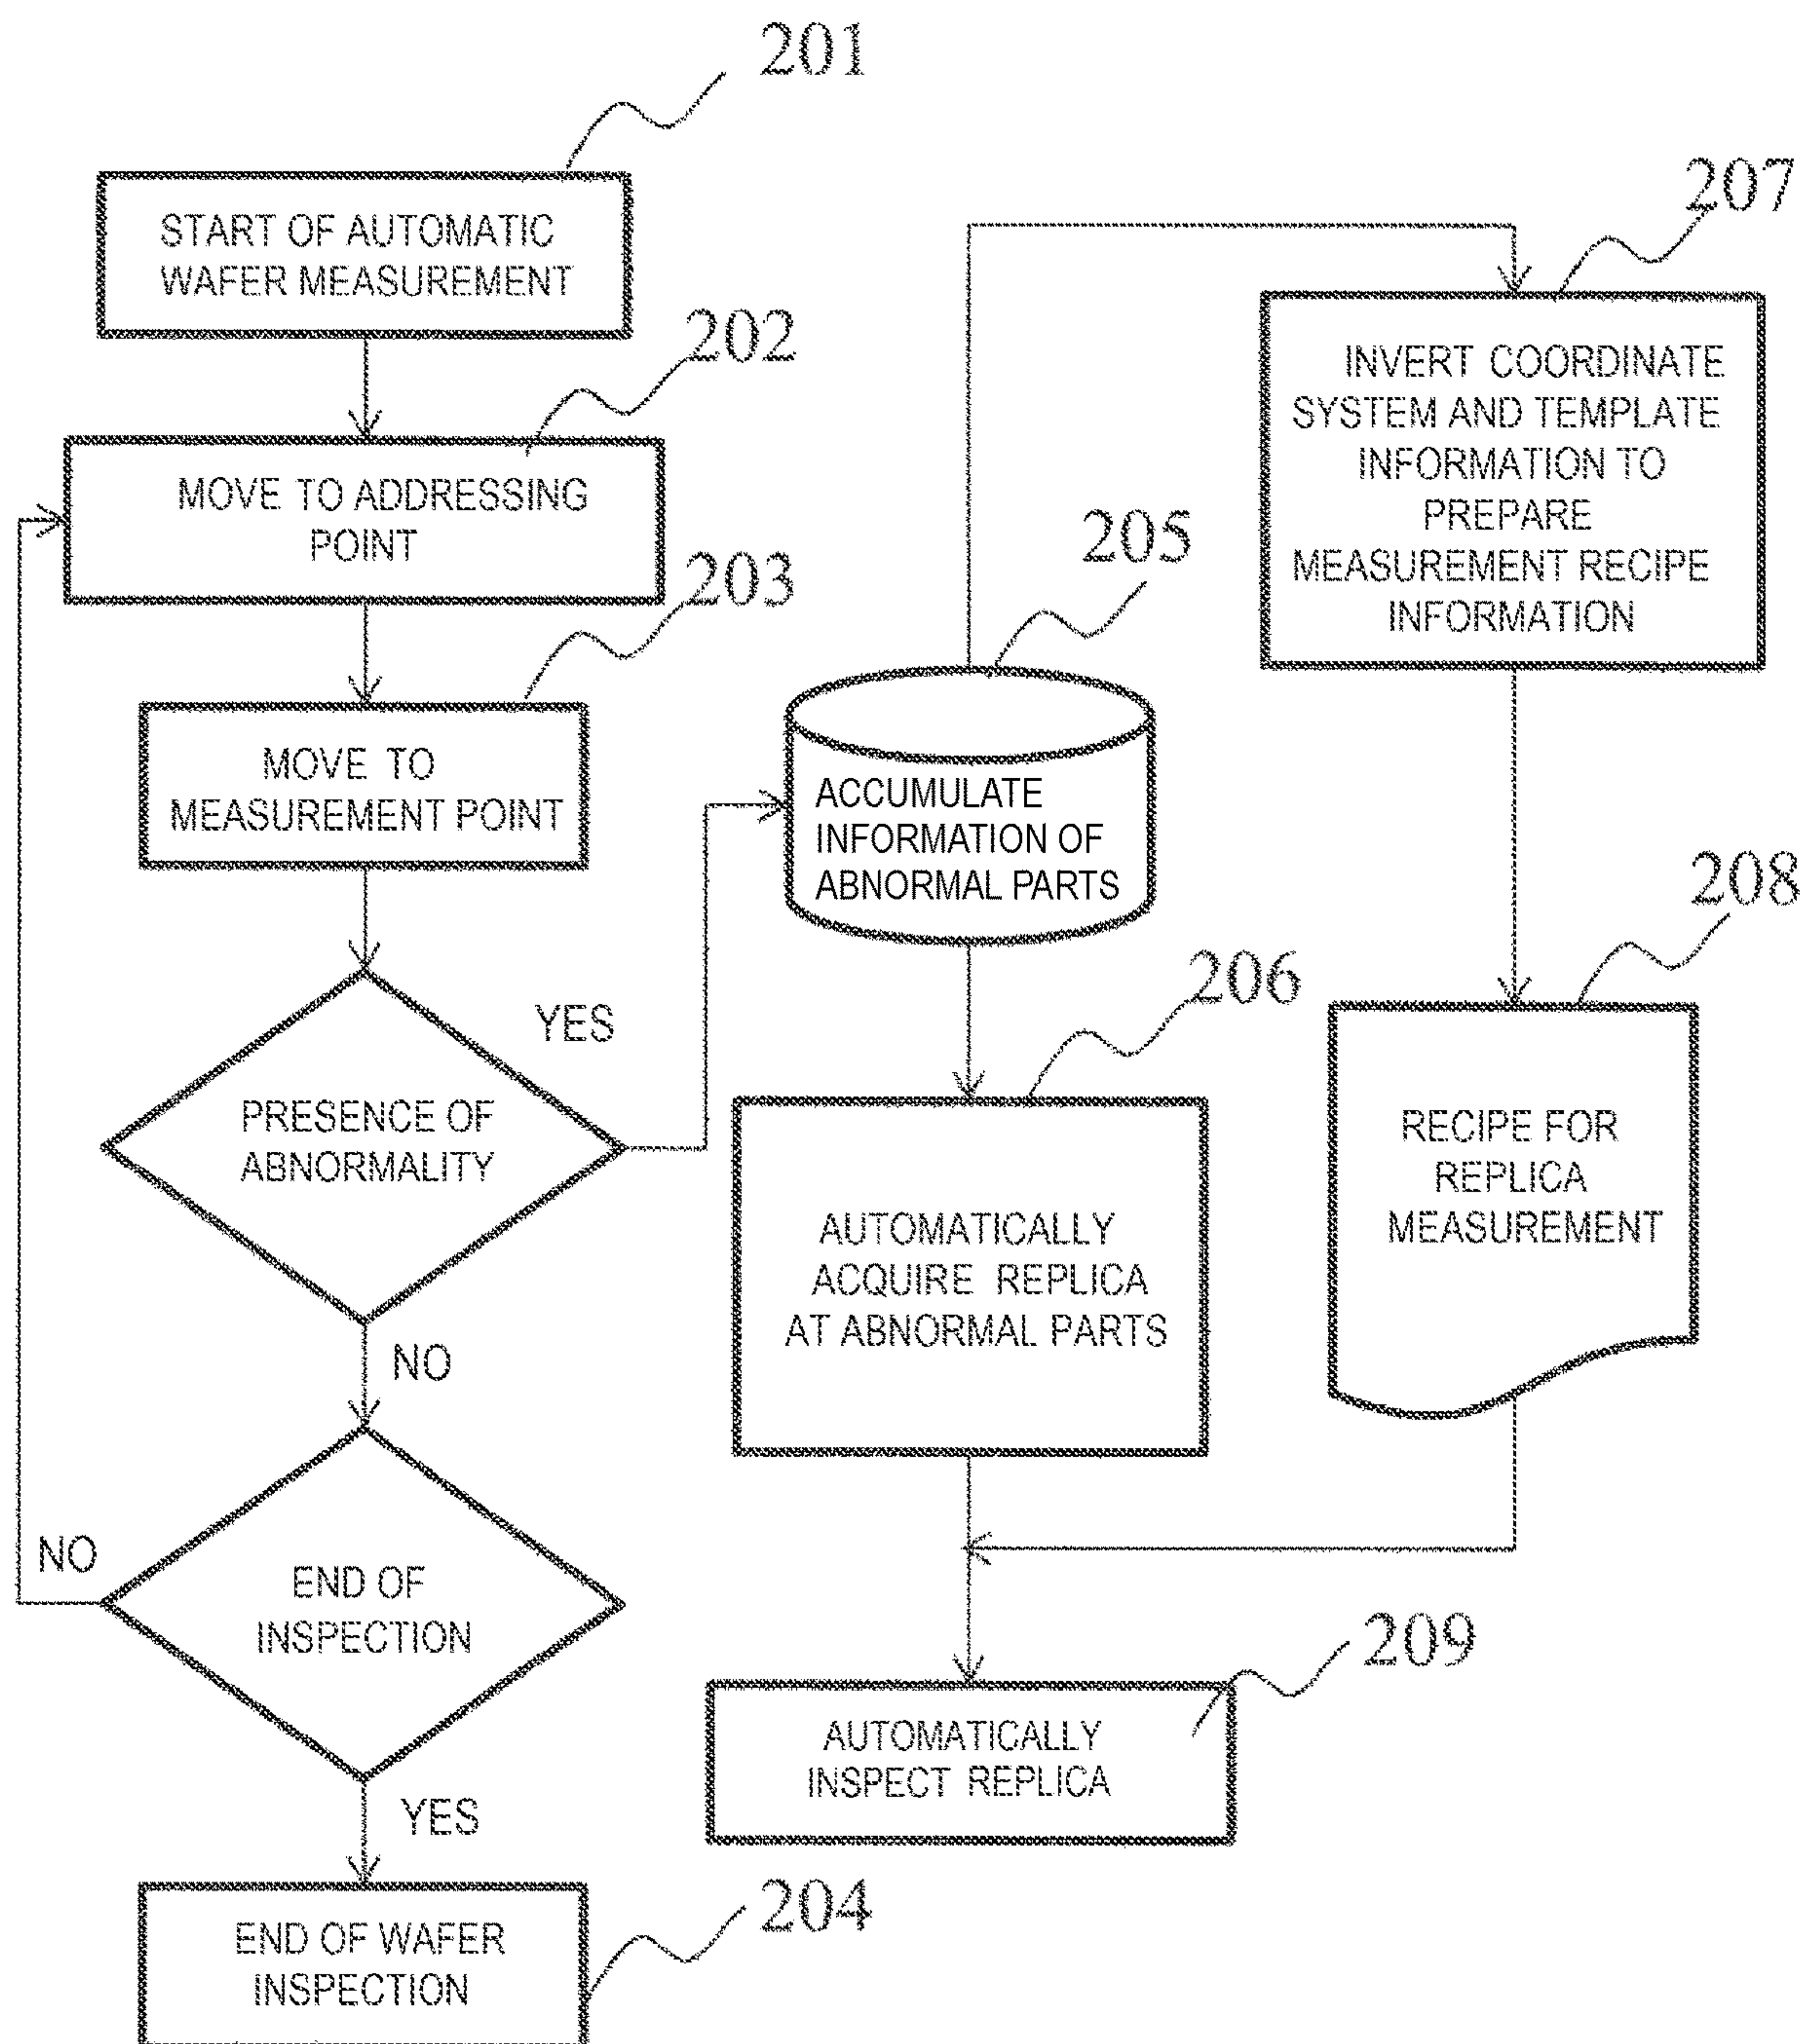 201
START OF AUTOMATIC
WAFER MEASUREMENT
202
MOVE TO ADDRESSING
POINT
203
MOVE TO
MEASUREMENT POINT
YES
PRESENCE OF
ABNORMALITY
NO
NO
END OF
INSPECTION
YES
204
END OF WAFER
INSPECTION
205
ACCUMULATE
INFORMATION OF
ABNORMAL PARTS
206
AUTOMATICALLY
ACQUIRE REPLICA
AT ABNORMAL PARTS
207
INVERT COORDINATE
SYSTEM AND TEMPLATE
INFORMATION TO
PREPARE
MEASUREMENT RECIPE
INFORMATION
208
RECIPE FOR
REPLICA
MEASUREMENT
209
AUTOMATICALLY
INSPECT REPLICA